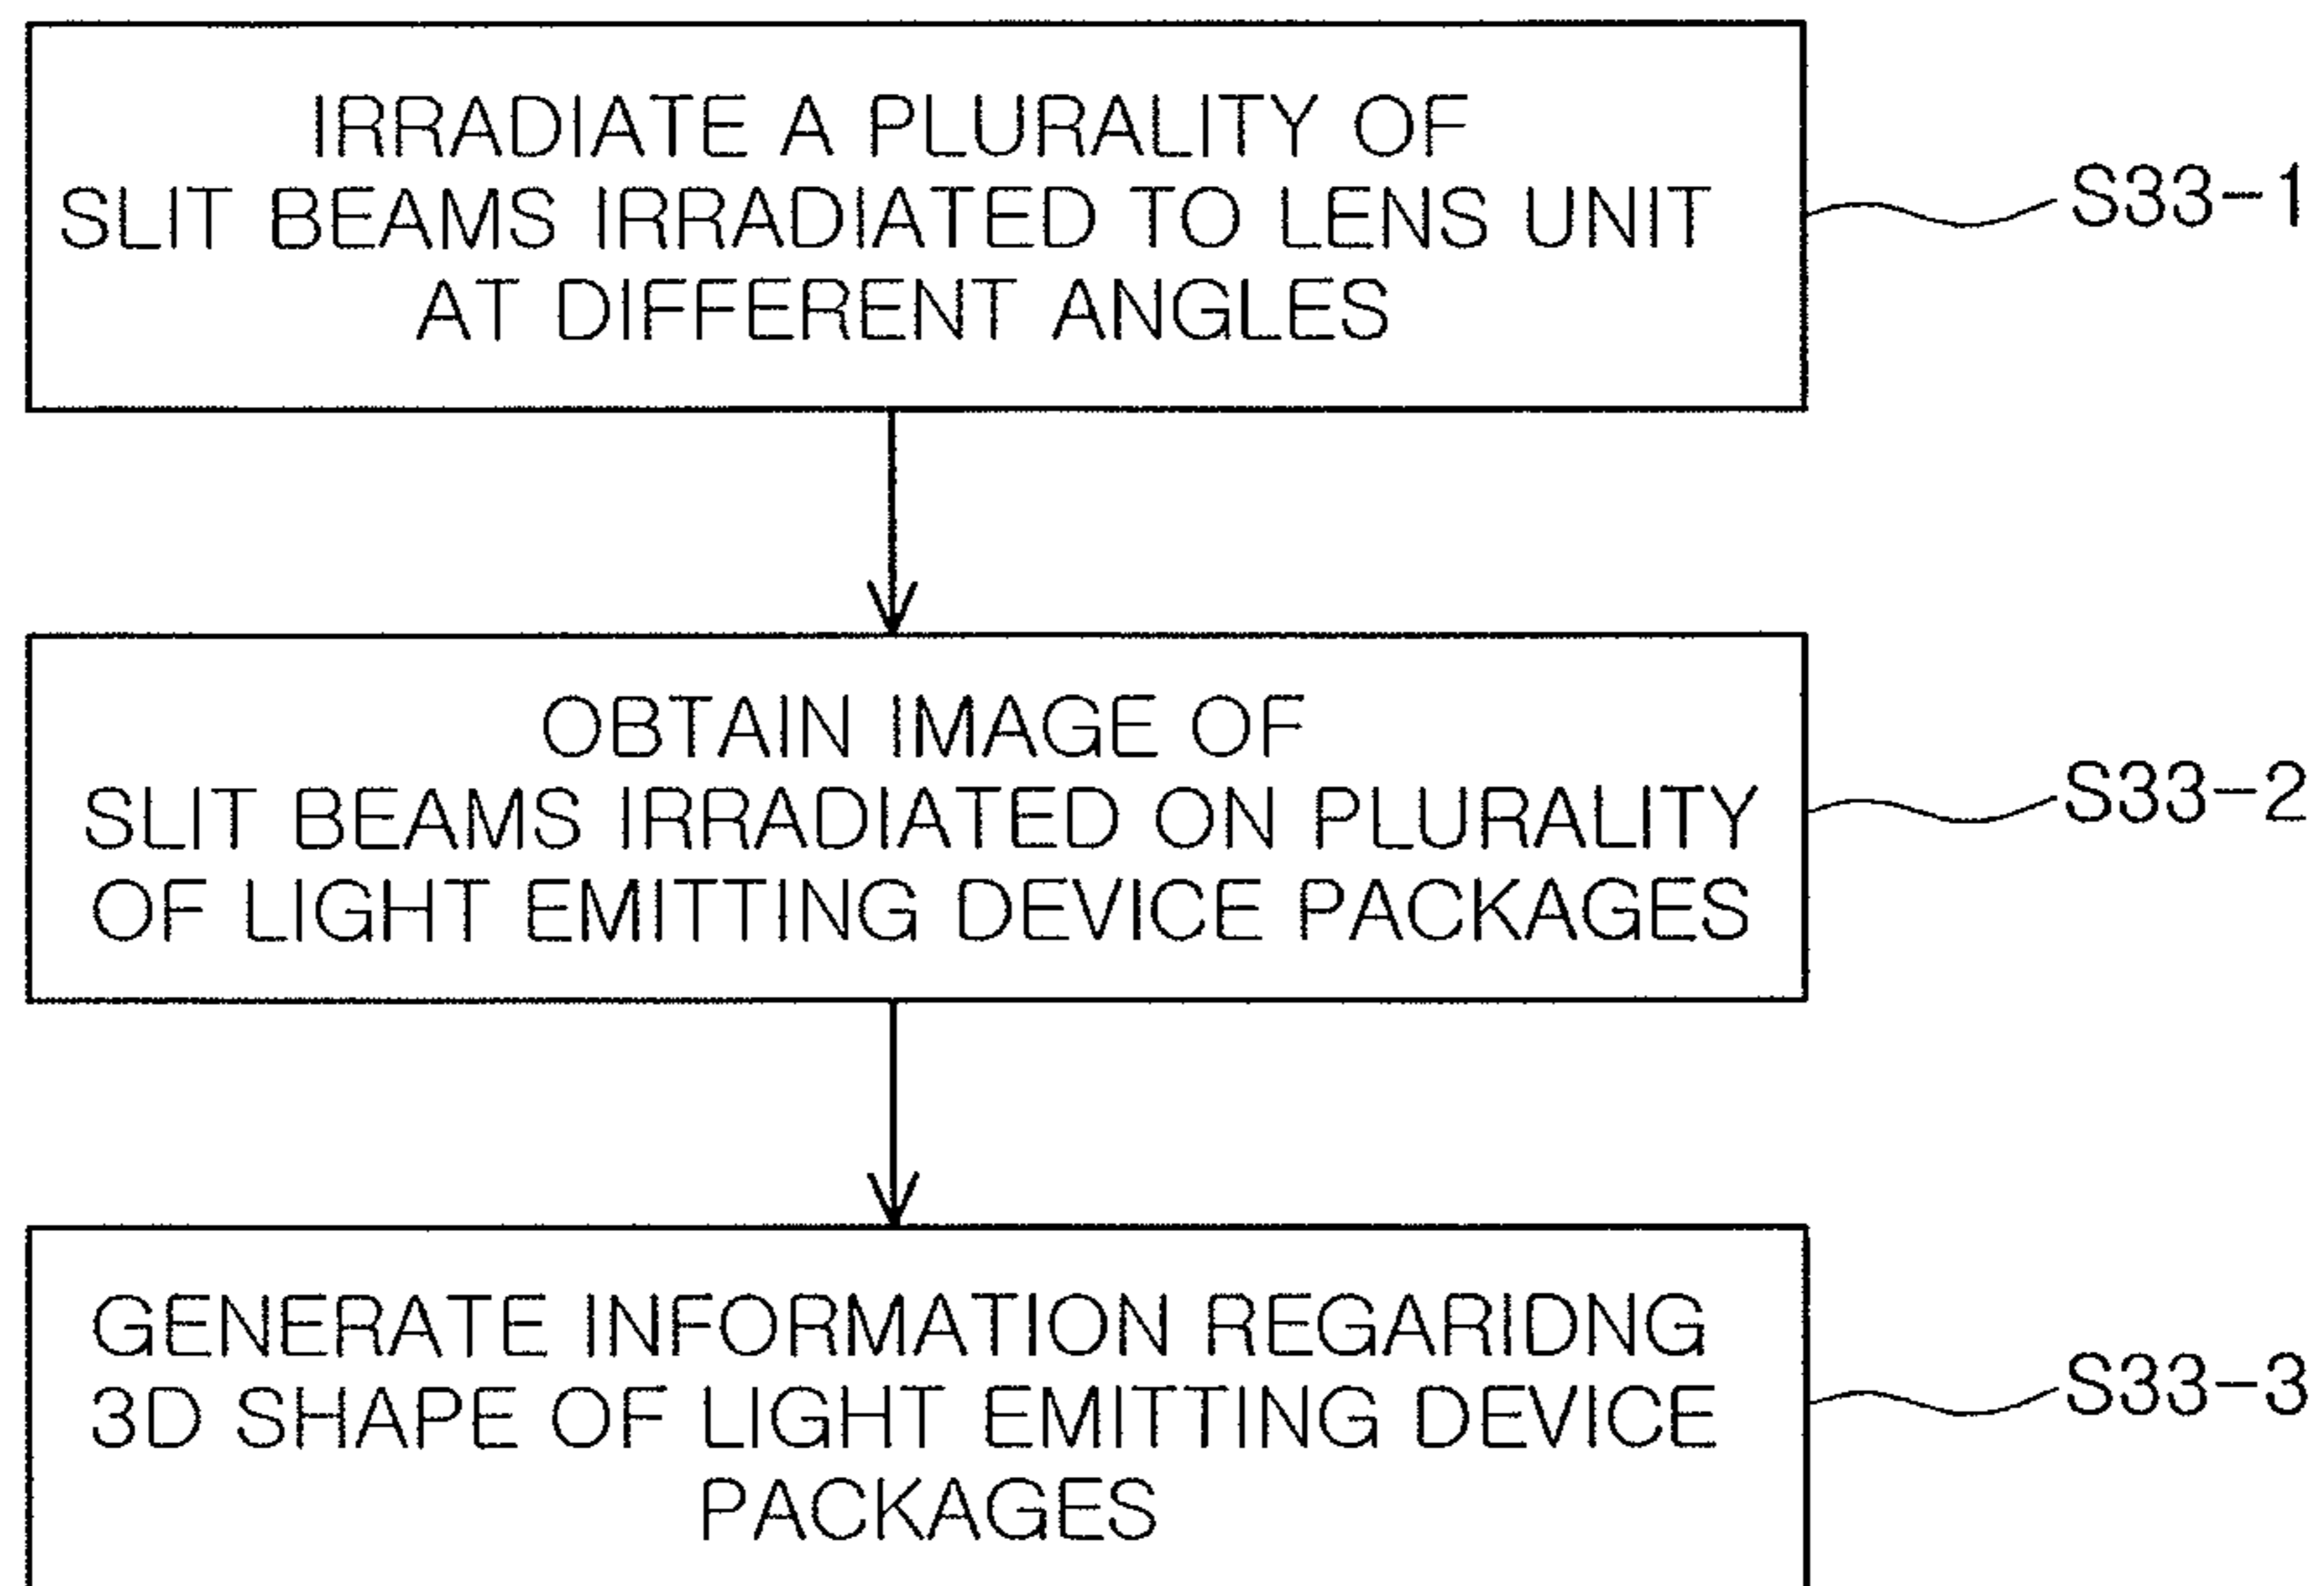 IRRADIATE A PLURALITY OF
SLIT BEAMS IRRADIATED TO LENS UNIT
AT DIFFERENT ANGLES
S33-1
OBTAIN IMAGE OF
SLIT BEAMS IRRADIATED ON PLURALITY
OF LIGHT EMITTING DEVICE PACKAGES
S33-2
GENERATE INFORMATION REGARIDNG
3D SHAPE OF LIGHT EMITTING DEVICE
PACKAGES
S33-3